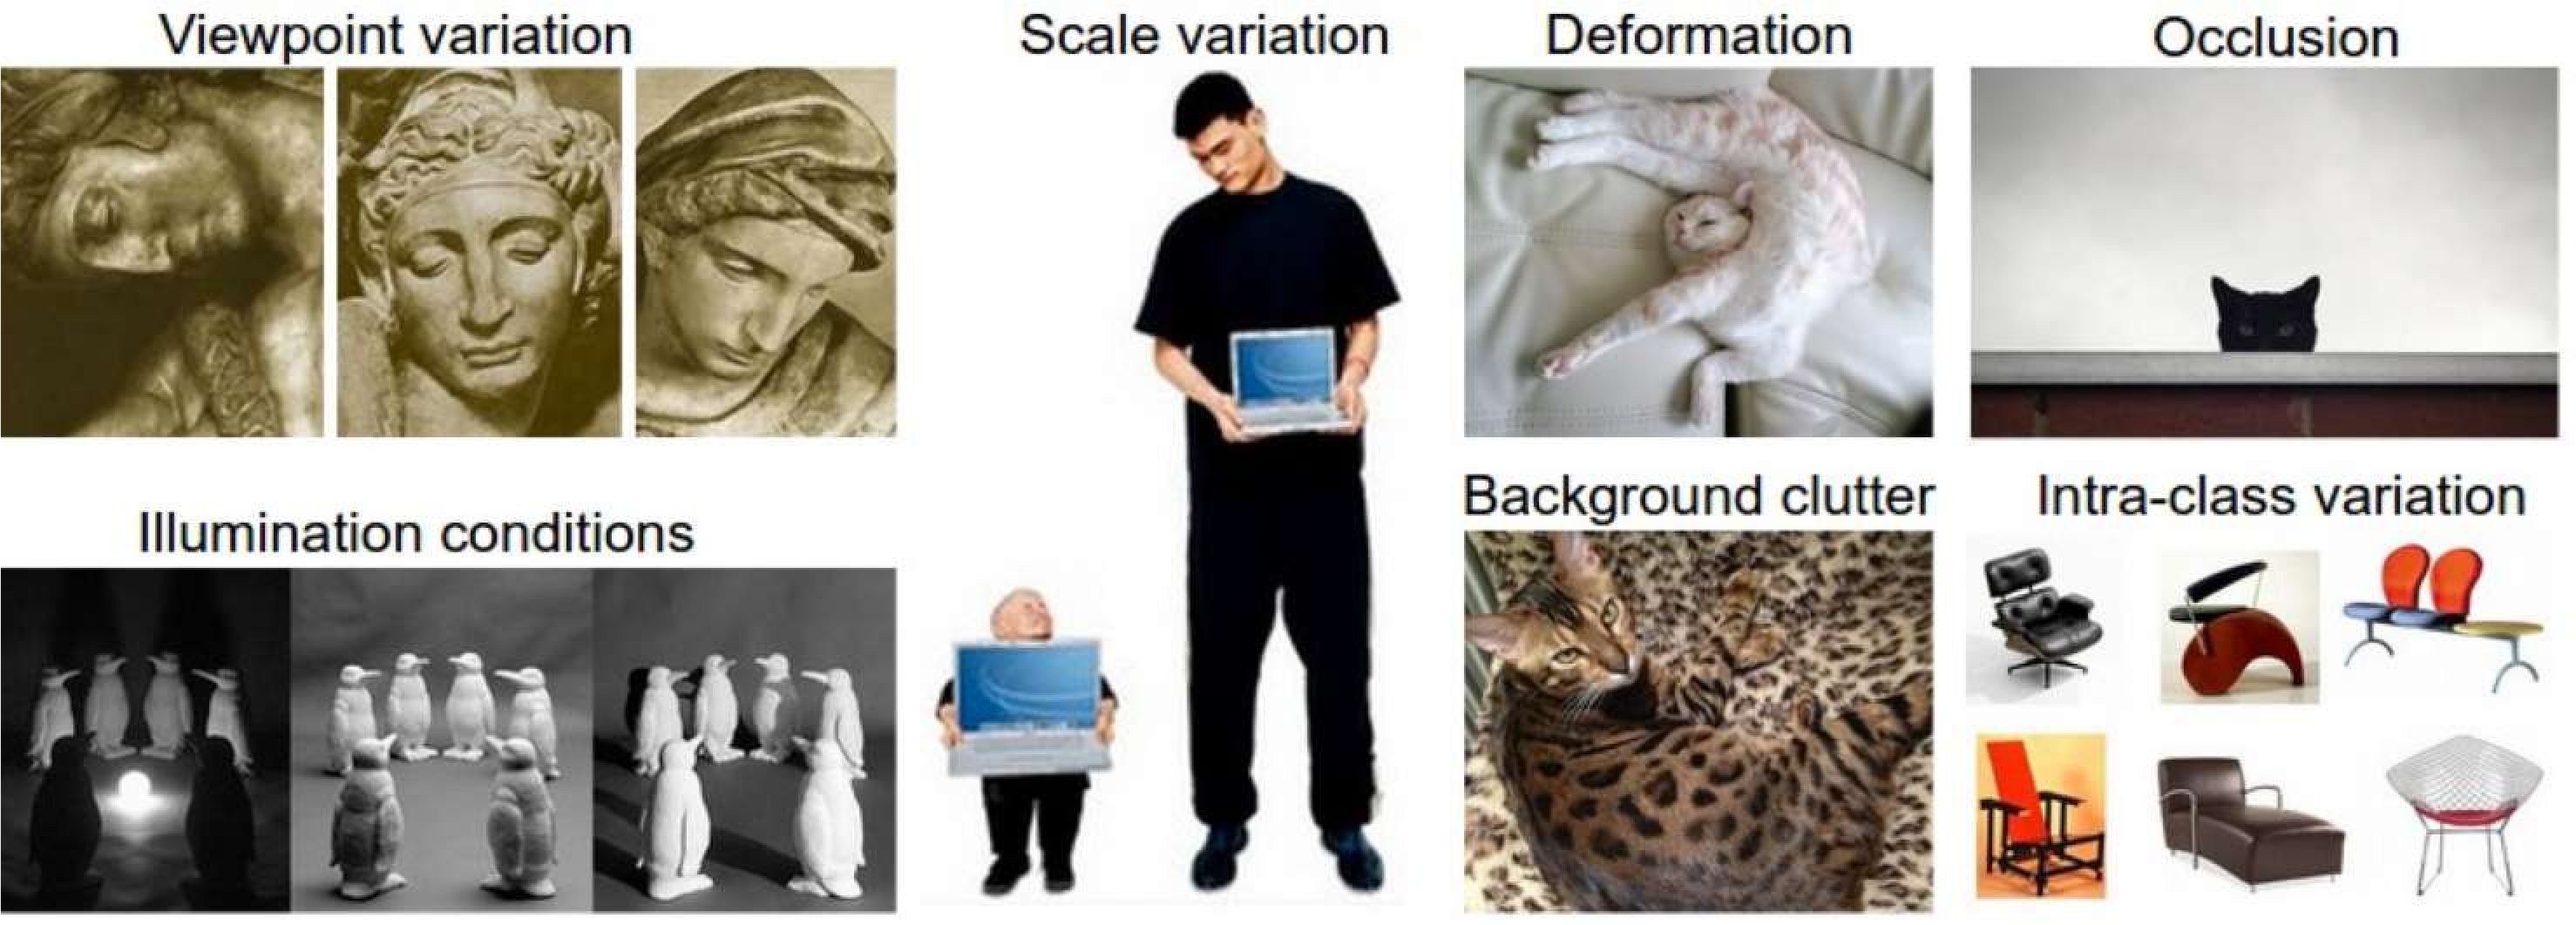 Viewpoint variation
Scale variation
Deformation
Occlusion
Illumination conditions
Background clutter
Intra-class variation